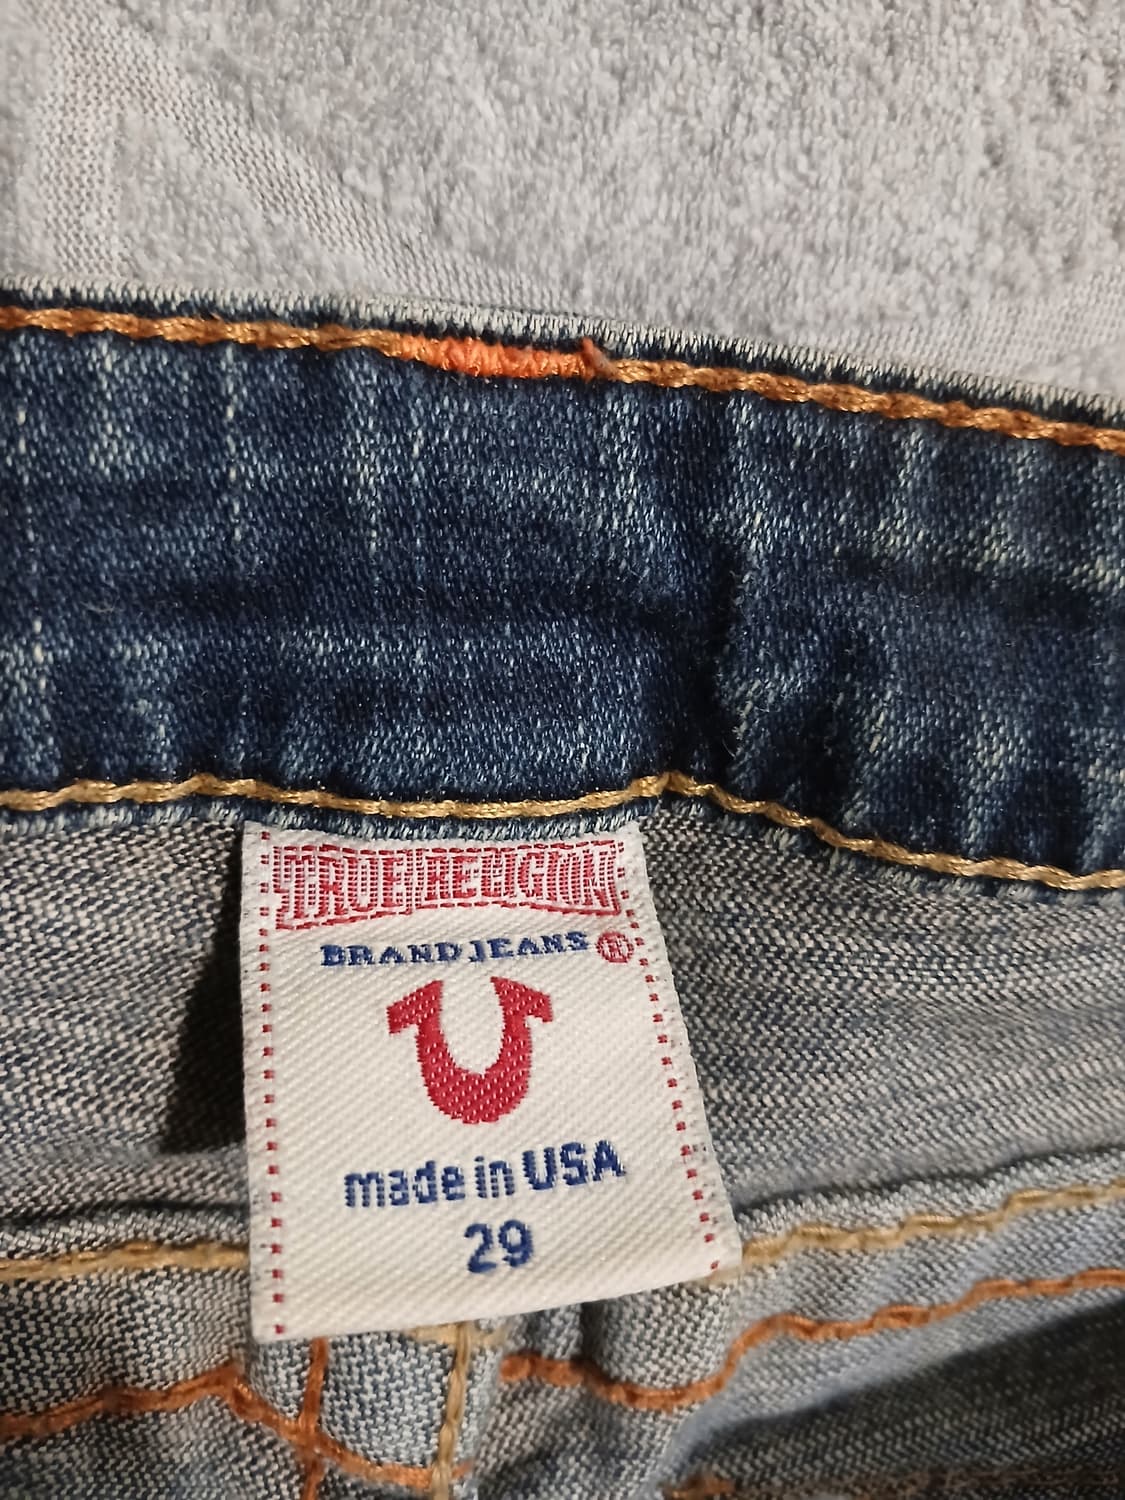 TRUE RELIGION
BRAND JEANS ®
made in USA
29